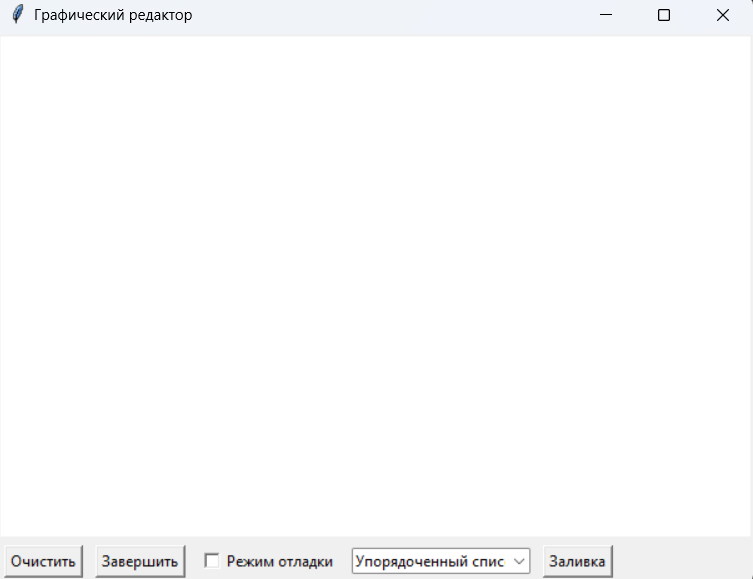 Графический редактор
Очистить Завершить Режим отладки Упорядоченный спис Заливка